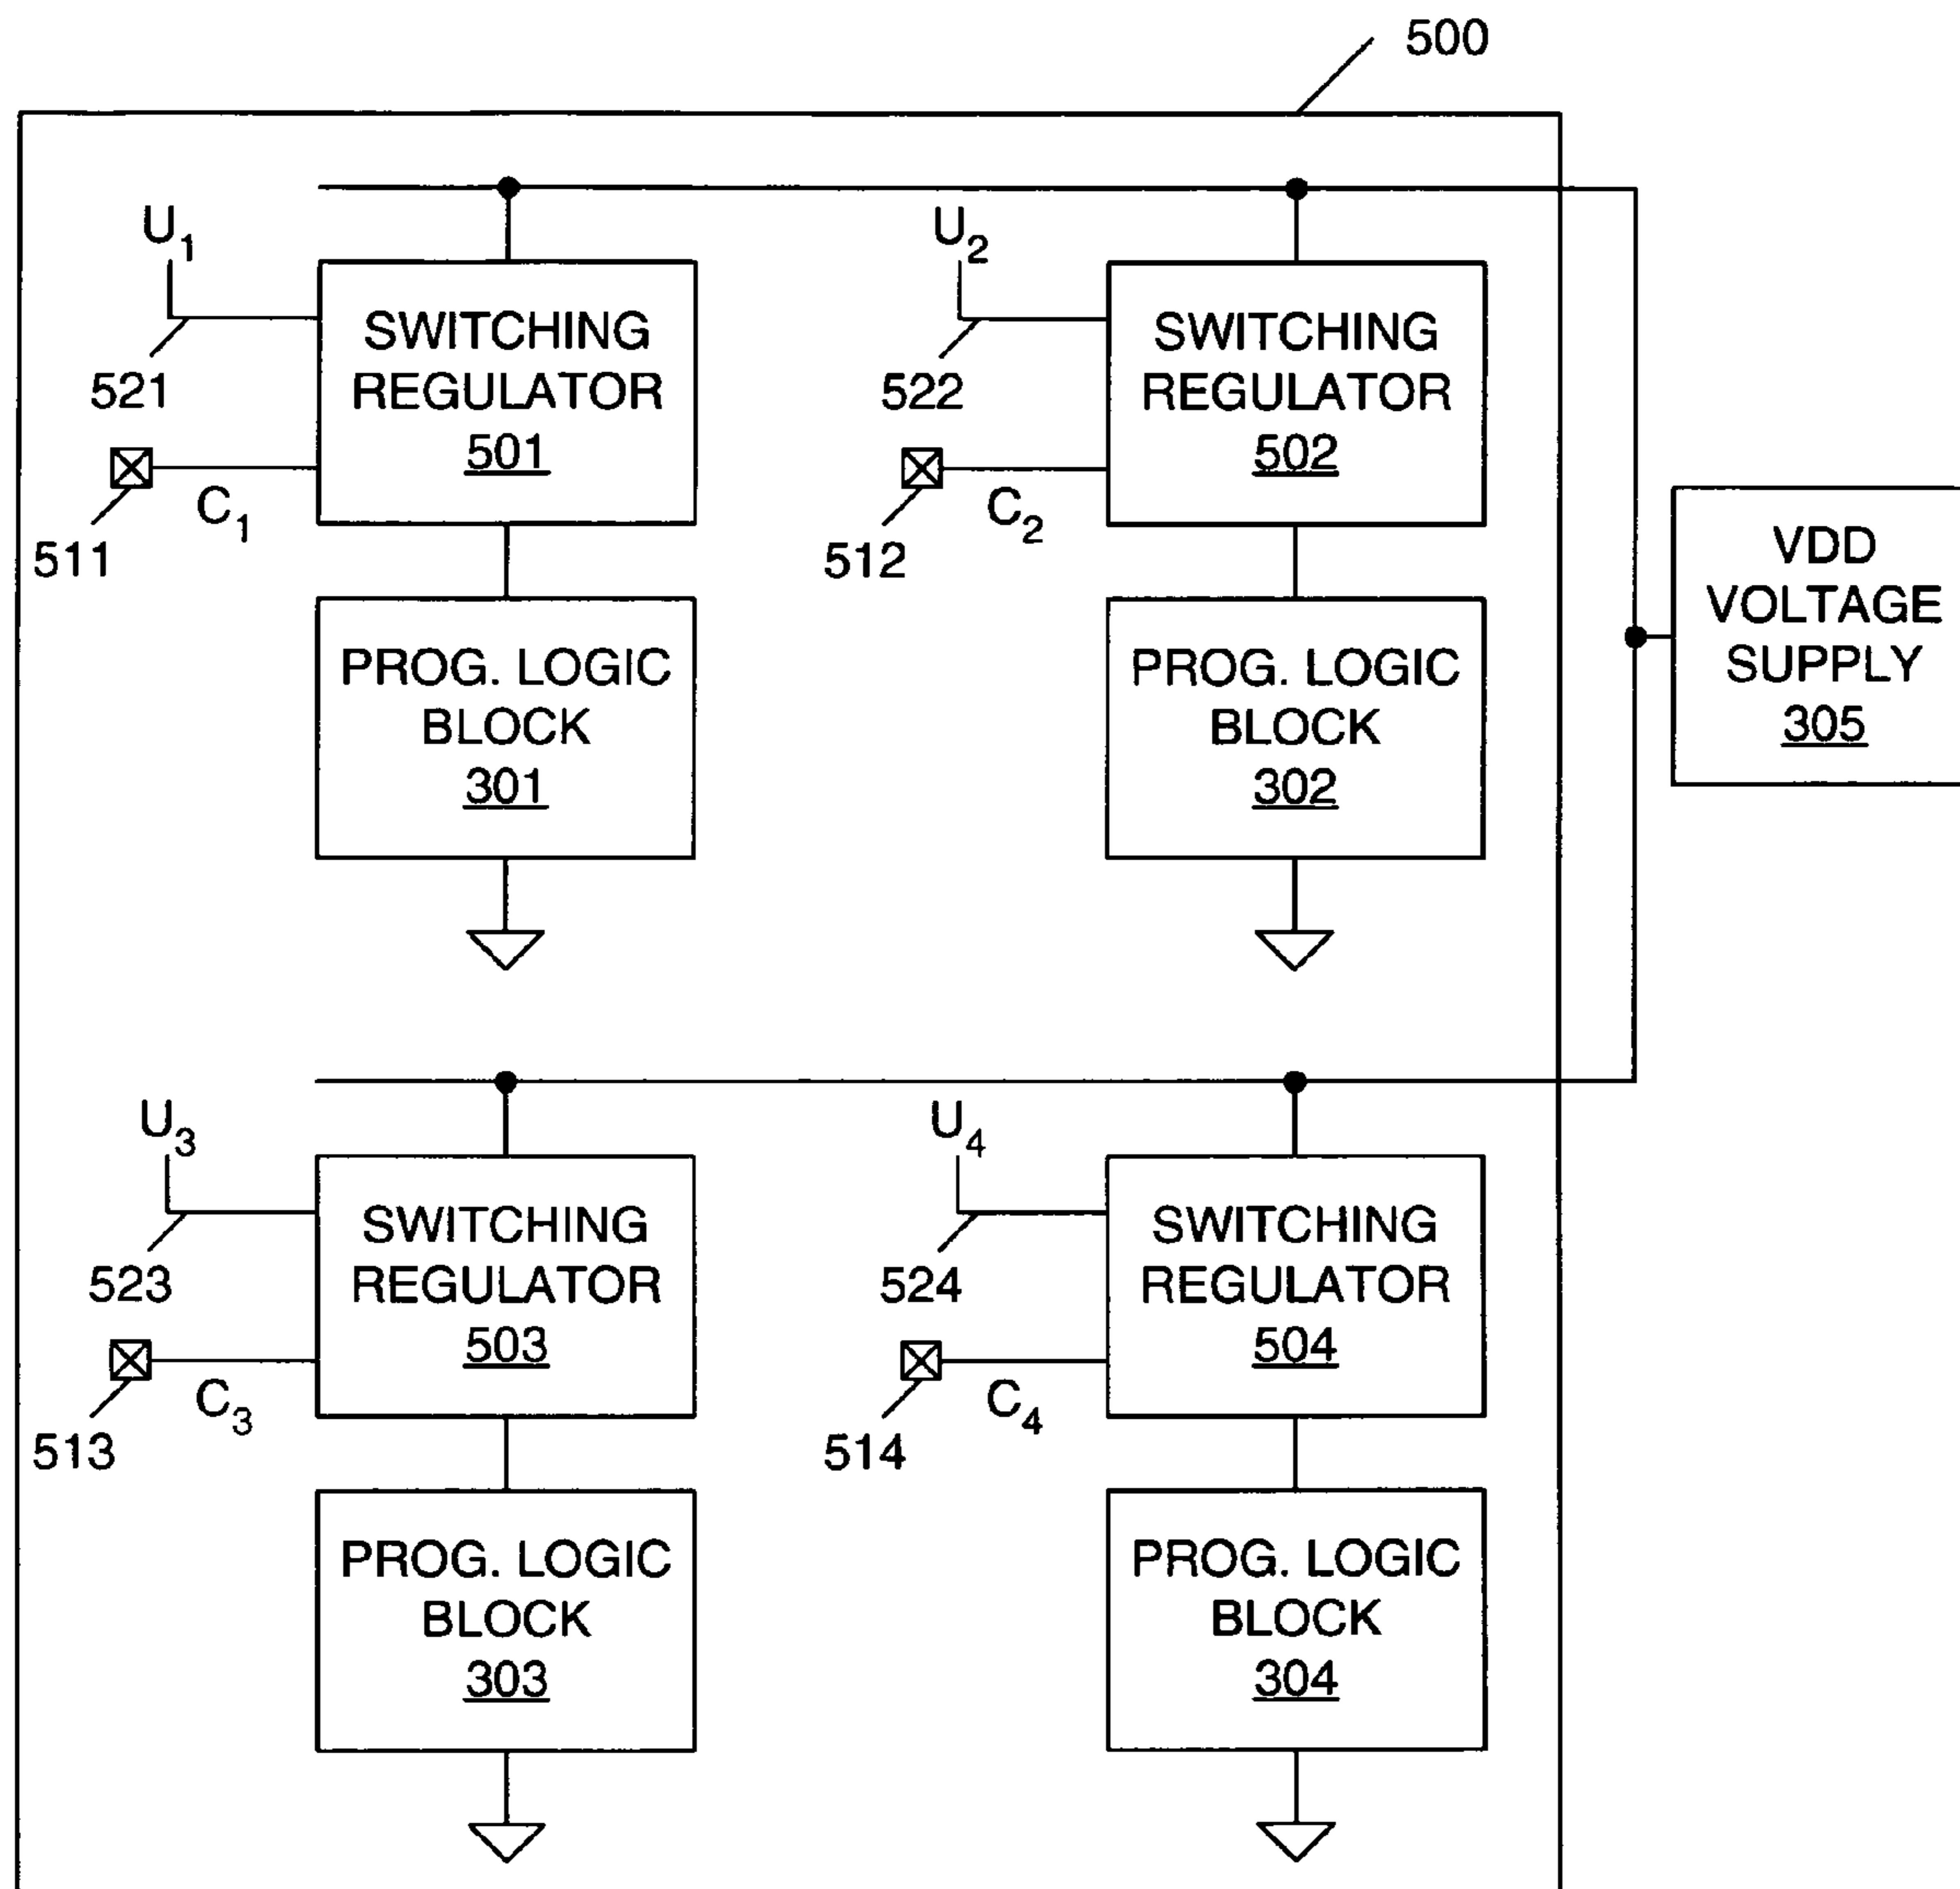 500
U1
U2
SWITCHING
REGULATOR
501
SWITCHING
REGULATOR
502
521
522
C1
C2
511
512
VDD
VOLTAGE
SUPPLY
305
PROG. LOGIC
BLOCK
301
PROG. LOGIC
BLOCK
302
U3
U4
SWITCHING
REGULATOR
503
SWITCHING
REGULATOR
504
523
524
C3
C4
513
514
PROG. LOGIC
BLOCK
303
PROG. LOGIC
BLOCK
304